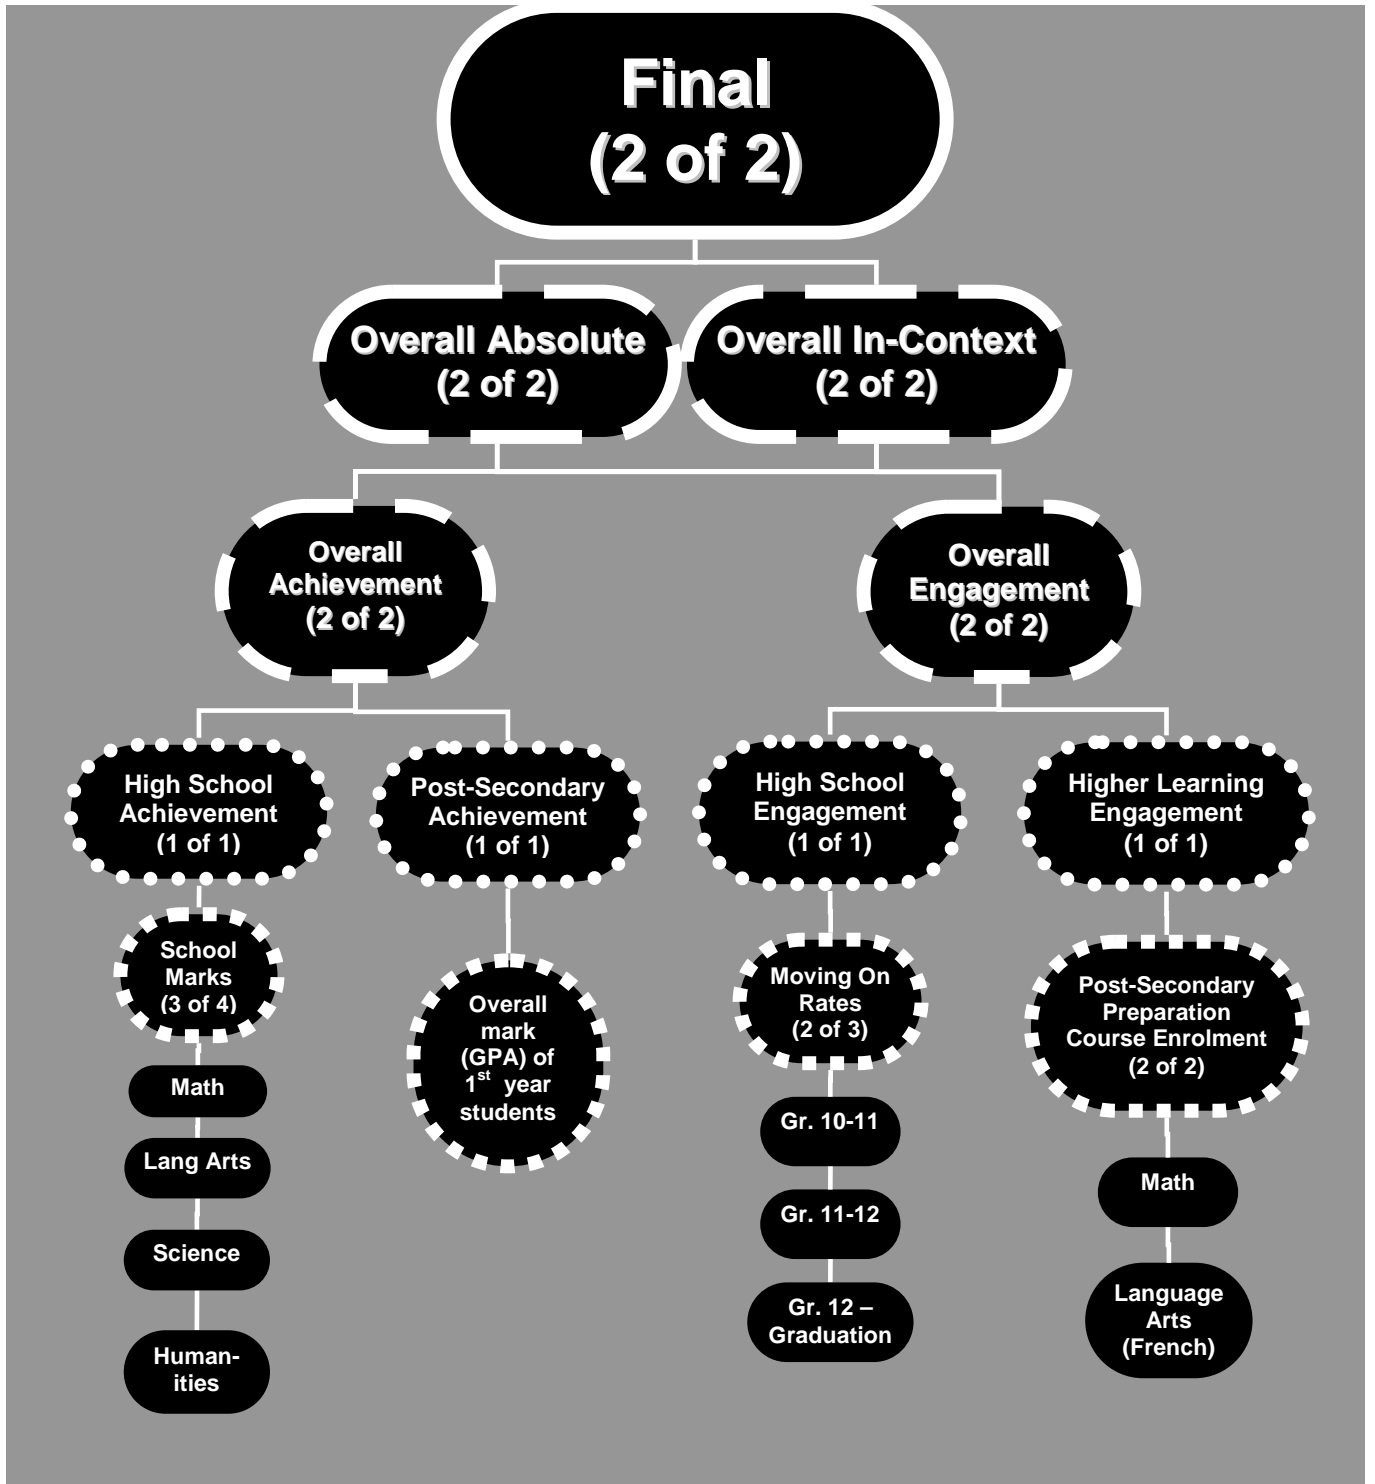 Final
(2 of 2)
Overall Absolute
(2 of 2)
Overall In-Context
(2 of 2)
Overall
Achievement
(2 of 2)
Overall
Engagement
(2 of 2)
High School
Achievement
(1 of 1)
Post-Secondary
Achievement
(1 of 1)
High School
Engagement
(1 of 1)
Higher Learning
Engagement
(1 of 1)
School
Marks
(3 of 4)
Math
Lang Arts
Science
Human-
ities
Overall
mark
(GPA) of
1st year
students
Moving On
Rates
(2 of 3)
Gr. 10-11
Gr. 11-12
Gr. 12 –
Graduation
Post-Secondary
Preparation
Course Enrolment
(2 of 2)
Math
Language
Arts
(French)